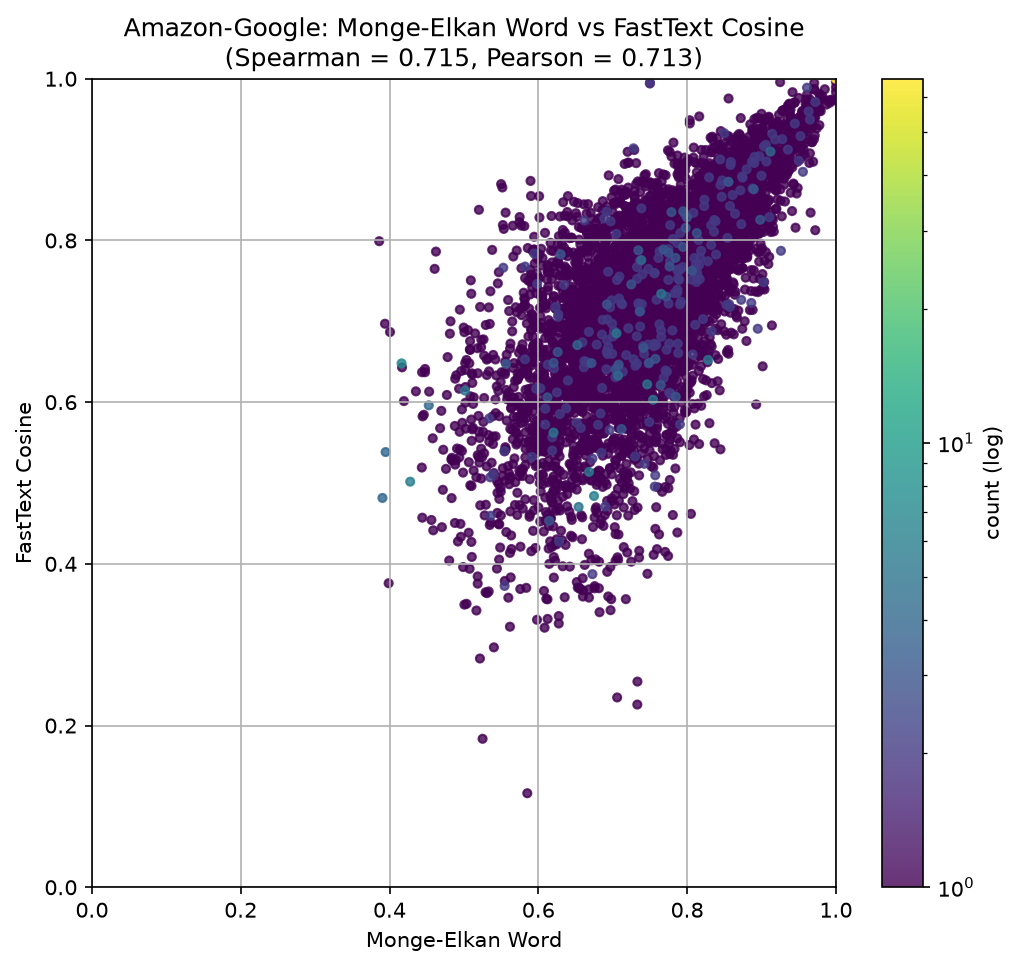 Amazon-Google: Monge-Elkan Word vs FastText Cosine
(Spearman = 0.715, Pearson = 0.713)
FastText Cosine
1.0
0.8
0.6
0.4
0.2
0.0
0.0 0.2 0.4 0.6 0.8 1.0
Monge-Elkan Word
10¹
10⁰
count (log)